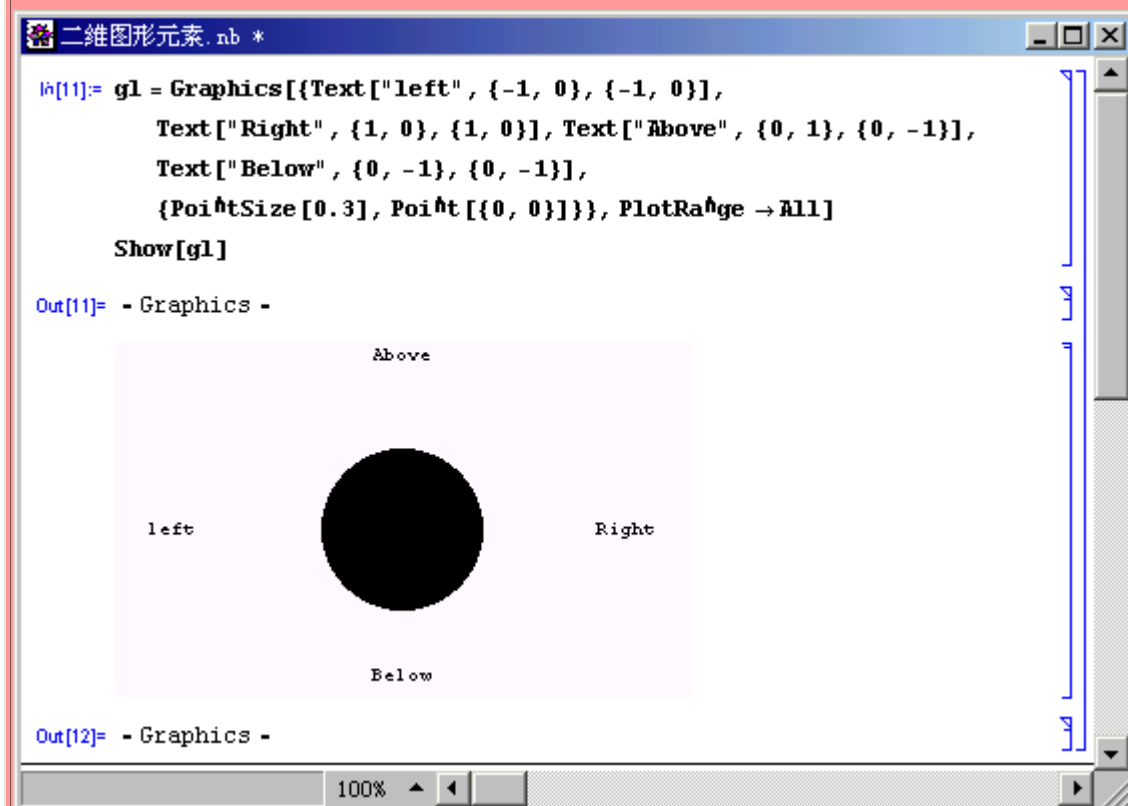 二维图形元素.nb *
In[11]:= gl = Graphics[{Text["left", {-1, 0}, {-1, 0}],
Text["Right", {1, 0}, {1, 0}], Text["Above", {0, 1}, {0, -1}],
Text["Below", {0, -1}, {0, -1}],
{PointSize[0.3], Point[{0, 0}]}}, PlotRange → All]
Show[gl]
Out[11]= - Graphics -
Above
left Right
Below
Out[12]= - Graphics -
100%